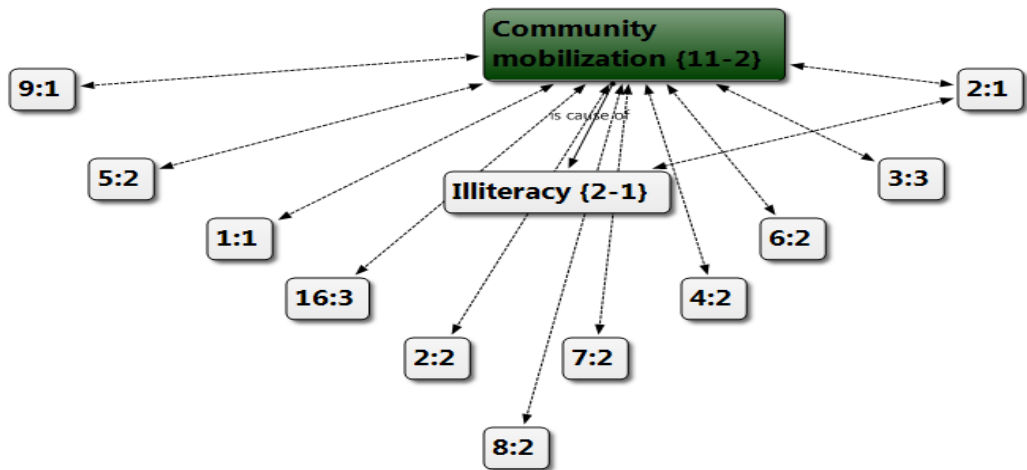 Community
mobilization {11-2}
9:1
2:1
is cause of
5:2
Illiteracy {2-1}
3:3
1:1
6:2
16:3
4:2
2:2
7:2
8:2